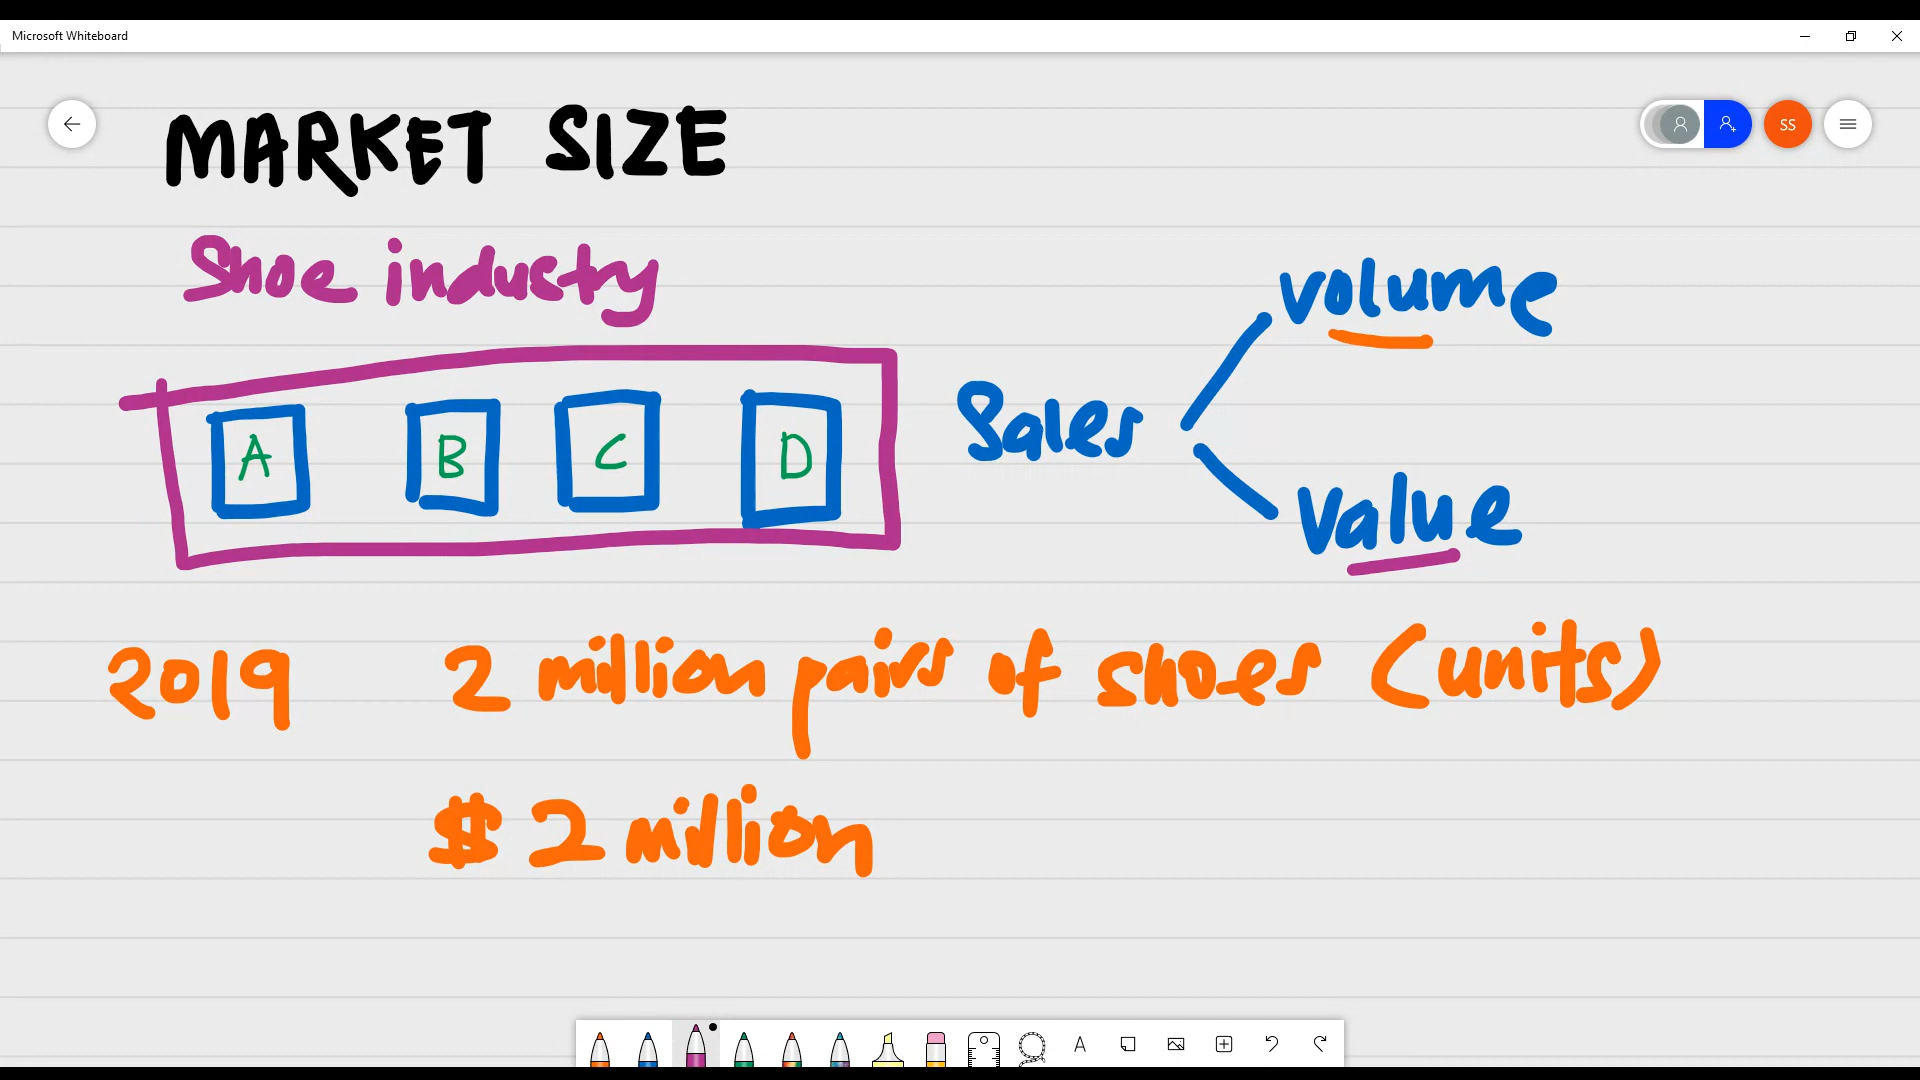 Microsoft Whiteboard
MARKET SIZE
SS
Shoe industry
A B C D
Sales
volume
value
2019 2 million pairs of shoes (units)
$ 2 million
A